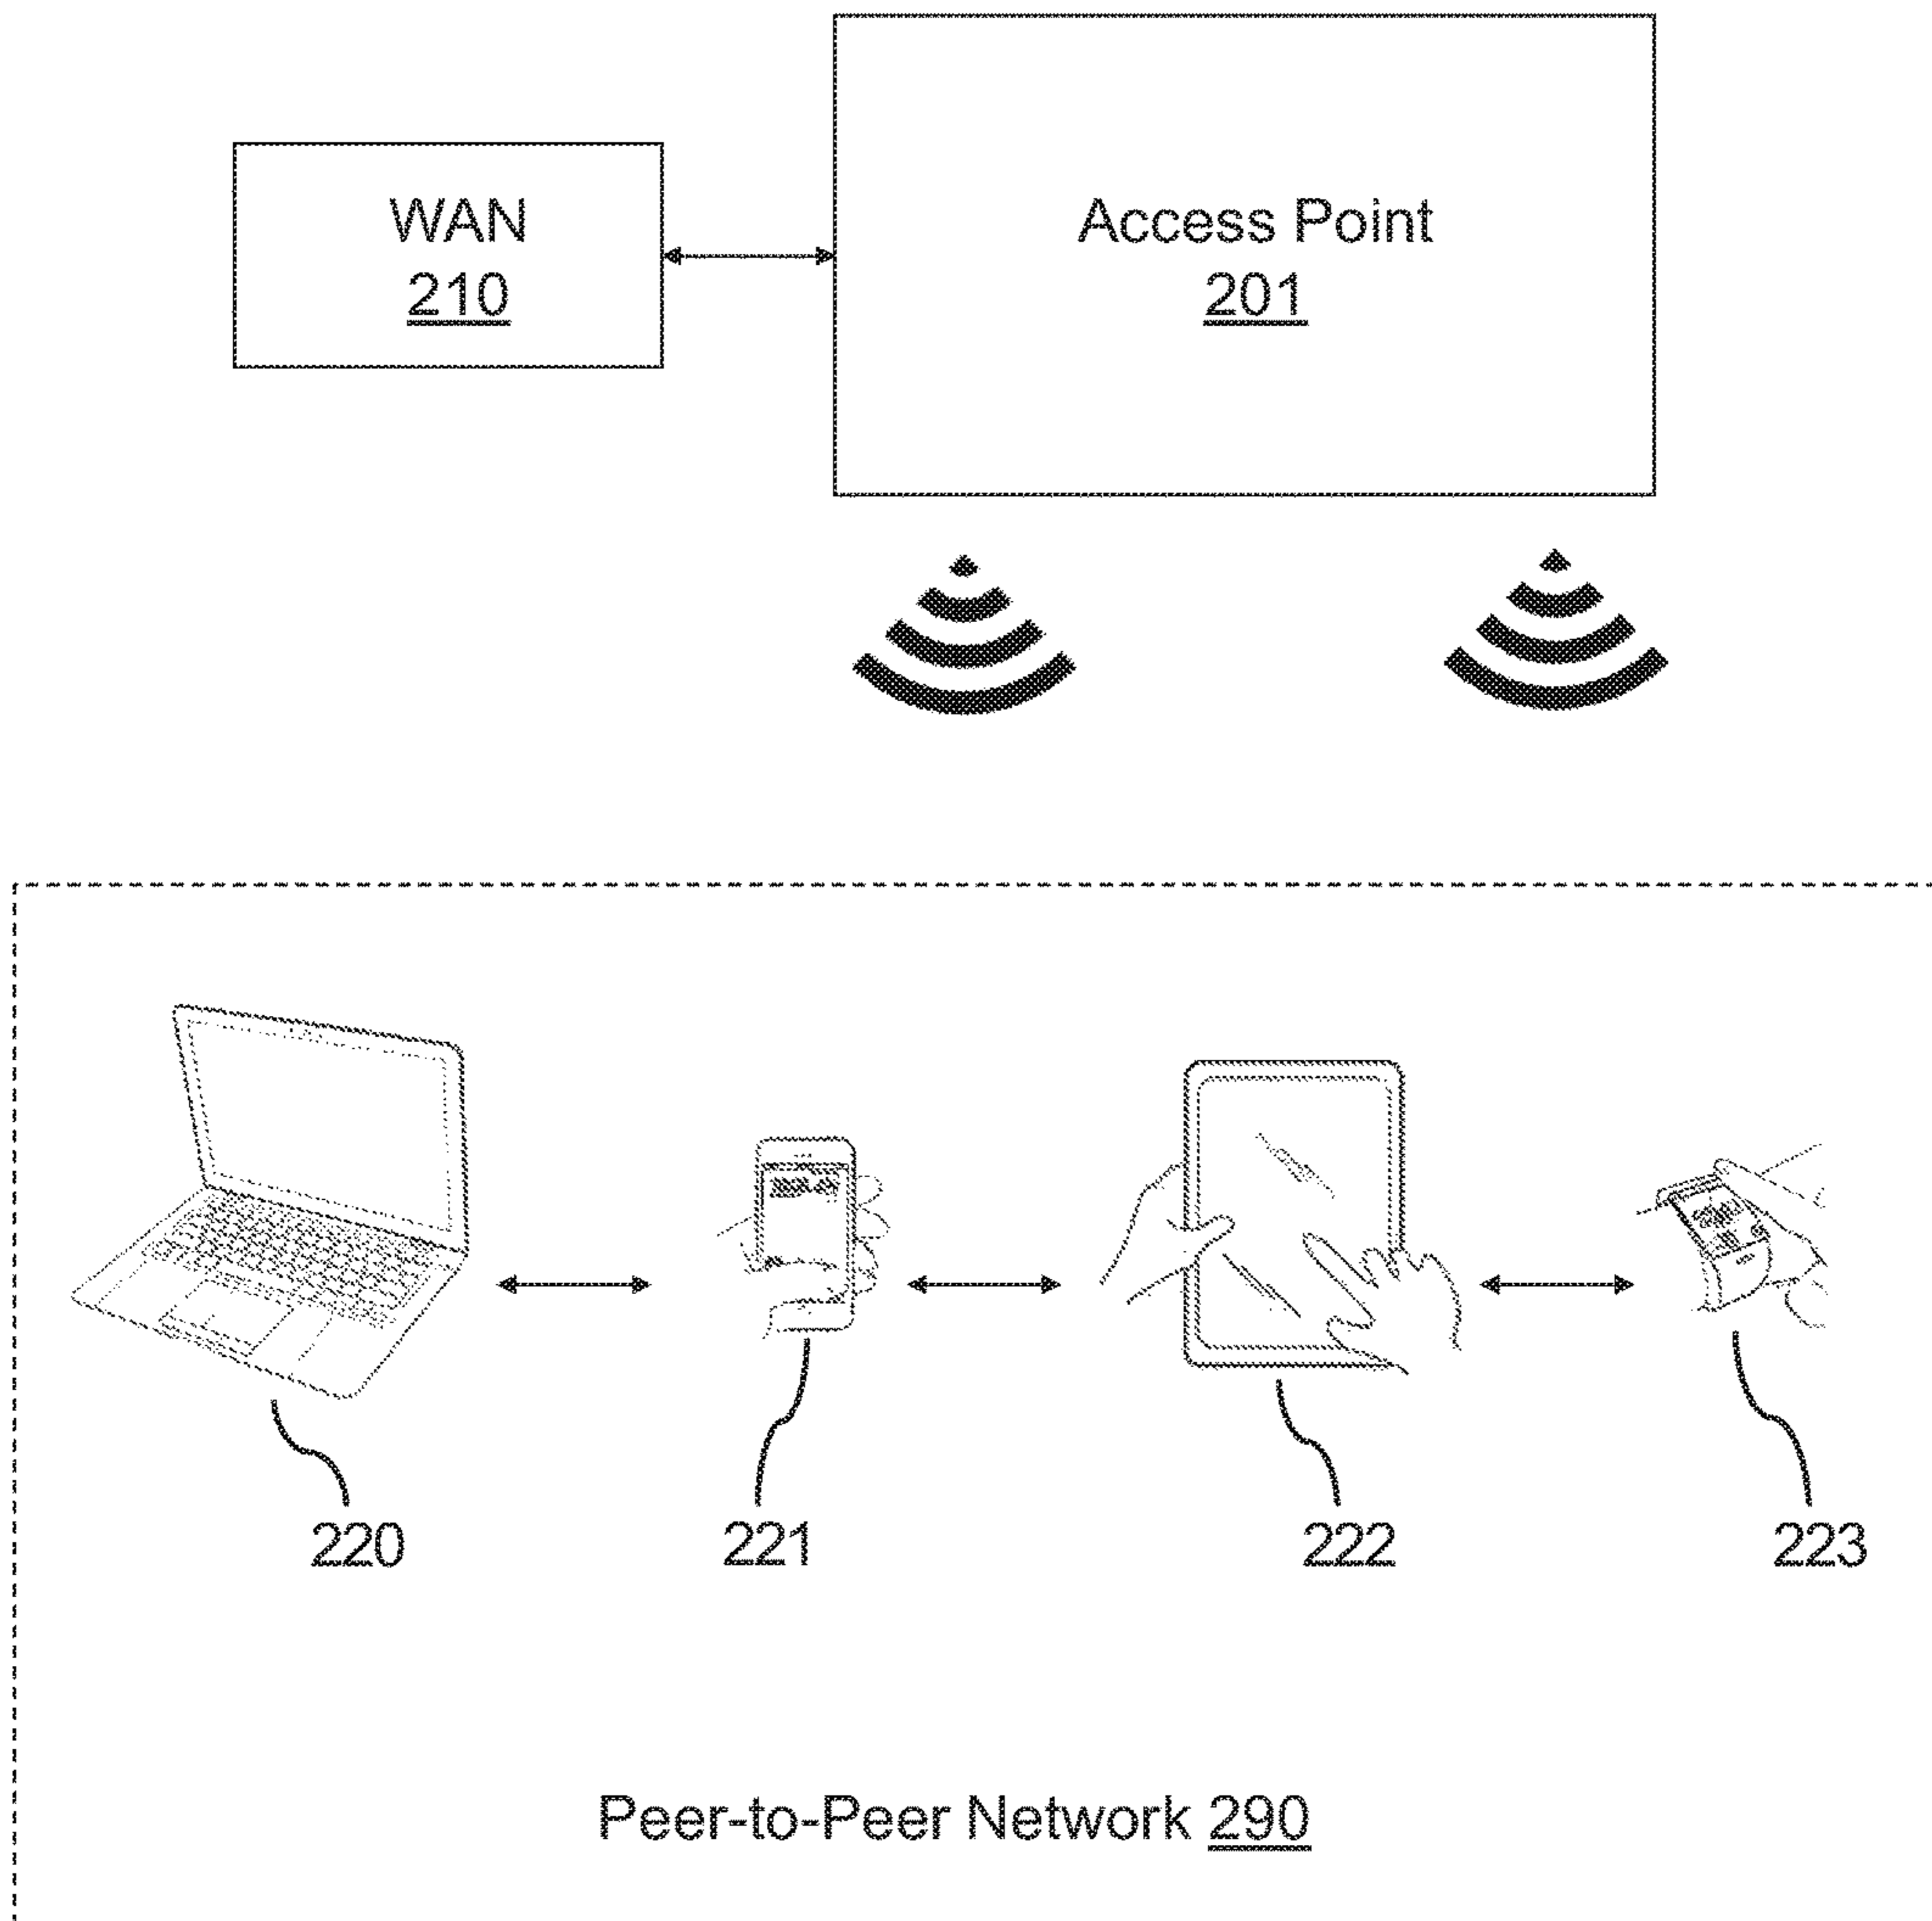 WAN
210
Access Point
201
220
221
222
223
Peer-to-Peer Network 290